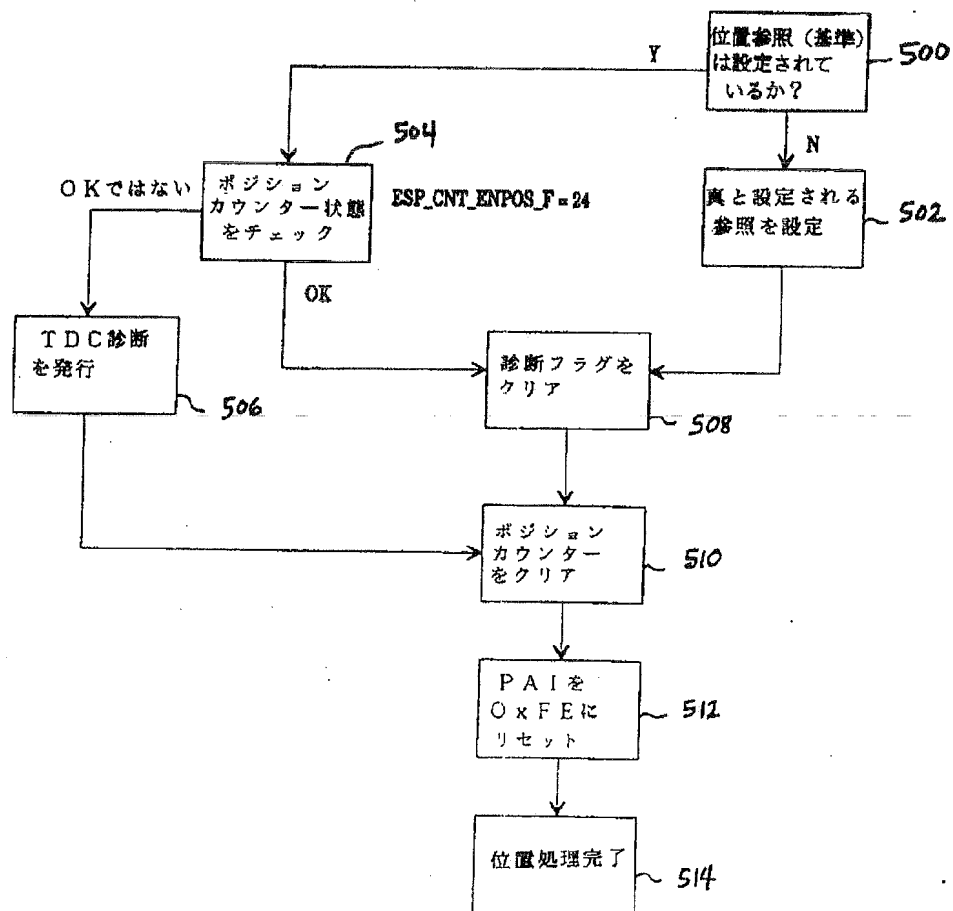 位置参照(基準)
は設定されて
いるか?
500
Y
N
504
OKではない
ポジション
カウンター状態
をチェック
ESP_CNT_ENPOS_F=24
真と設定される
参照を設定
502
OK
TDC診断
を発行
506
診断フラグを
クリア
508
ポジション
カウンター
をクリア
510
PAIを
0xFEに
リセット
512
位置処理完了
514